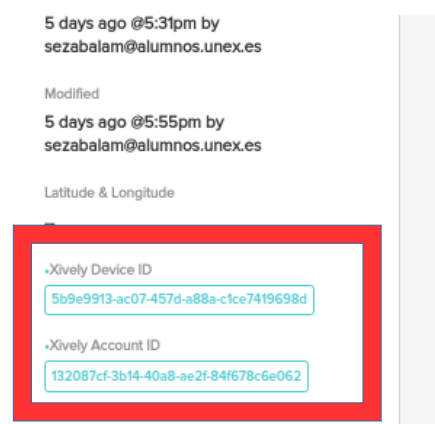 5 days ago @5:31pm by
sezabalam@alumnos.unex.es
Modified
5 days ago @5:55pm by
sezabalam@alumnos.unex.es
Latitude & Longitude
Xively Device ID
5b9e9913-ac07-457d-a88a-c1ce7419698d
Xively Account ID
132087cf-3b14-40a8-ae2f-84f678c6e062